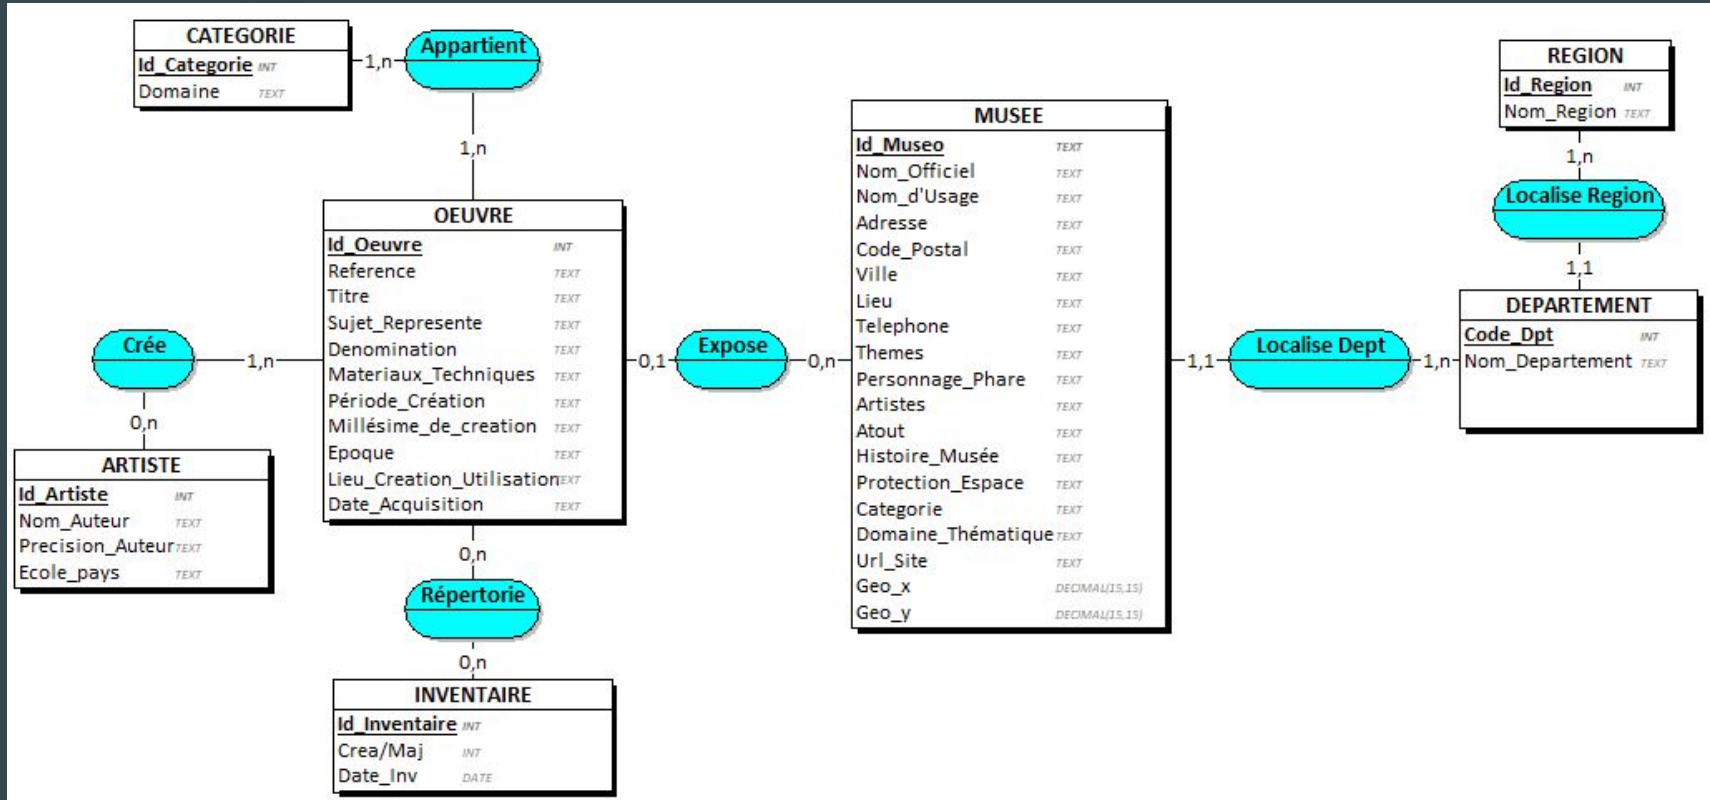 CATEGORIE
Id_Categorie INT
Domaine TEXT
1,n
Appartient
1,n
OEUVRE
Id_Oeuvre INT
Reference TEXT
Titre TEXT
Sujet_Represente TEXT
Denomination TEXT
Materiaux_Techniques TEXT
Période_Création TEXT
Millésime_de_creation TEXT
Epoque TEXT
Lieu_Creation_Utilisation TEXT
Date_Acquisition TEXT
Crée
1,n
0,n
ARTISTE
Id_Artiste INT
Nom_Auteur TEXT
Precision_Auteur TEXT
Ecole_pays TEXT
0,n
Répertorie
0,n
INVENTAIRE
Id_Inventaire INT
Crea/Maj INT
Date_Inv DATE
0,1
Expose
0,n
MUSEE
Id_Museo TEXT
Nom_Officiel TEXT
Nom_d'Usage TEXT
Adresse TEXT
Code_Postal TEXT
Ville TEXT
Lieu TEXT
Telephone TEXT
Themes TEXT
Personnage_Phare TEXT
Artistes TEXT
Atout TEXT
Histoire_Musée TEXT
Protection_Espace TEXT
Categorie TEXT
Domaine_Thématique TEXT
Url_Site TEXT
Geo_x DECIMAL(15,15)
Geo_y DECIMAL(15,15)
1,1
Localise Dept
1,n
REGION
Id_Region INT
Nom_Region TEXT
1,n
Localise Region
1,1
DEPARTEMENT
Code_Dpt INT
Nom_Departement TEXT